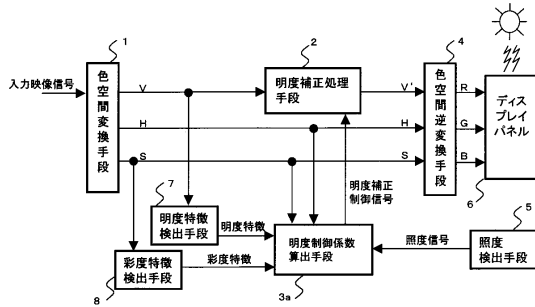 1
2
4
入力映像信号
色空間変換手段
V
明度補正処理
手段
V'
色空間逆変換手段
R
G
B
ディス
プレイ
パネル
H
H
S
S
7
明度補正
制御信号
6
5
明度特徴
検出手段
明度特徴
明度制御係数
算出手段
照度信号
照度
検出手段
彩度特徴
検出手段
彩度特徴
8
3a